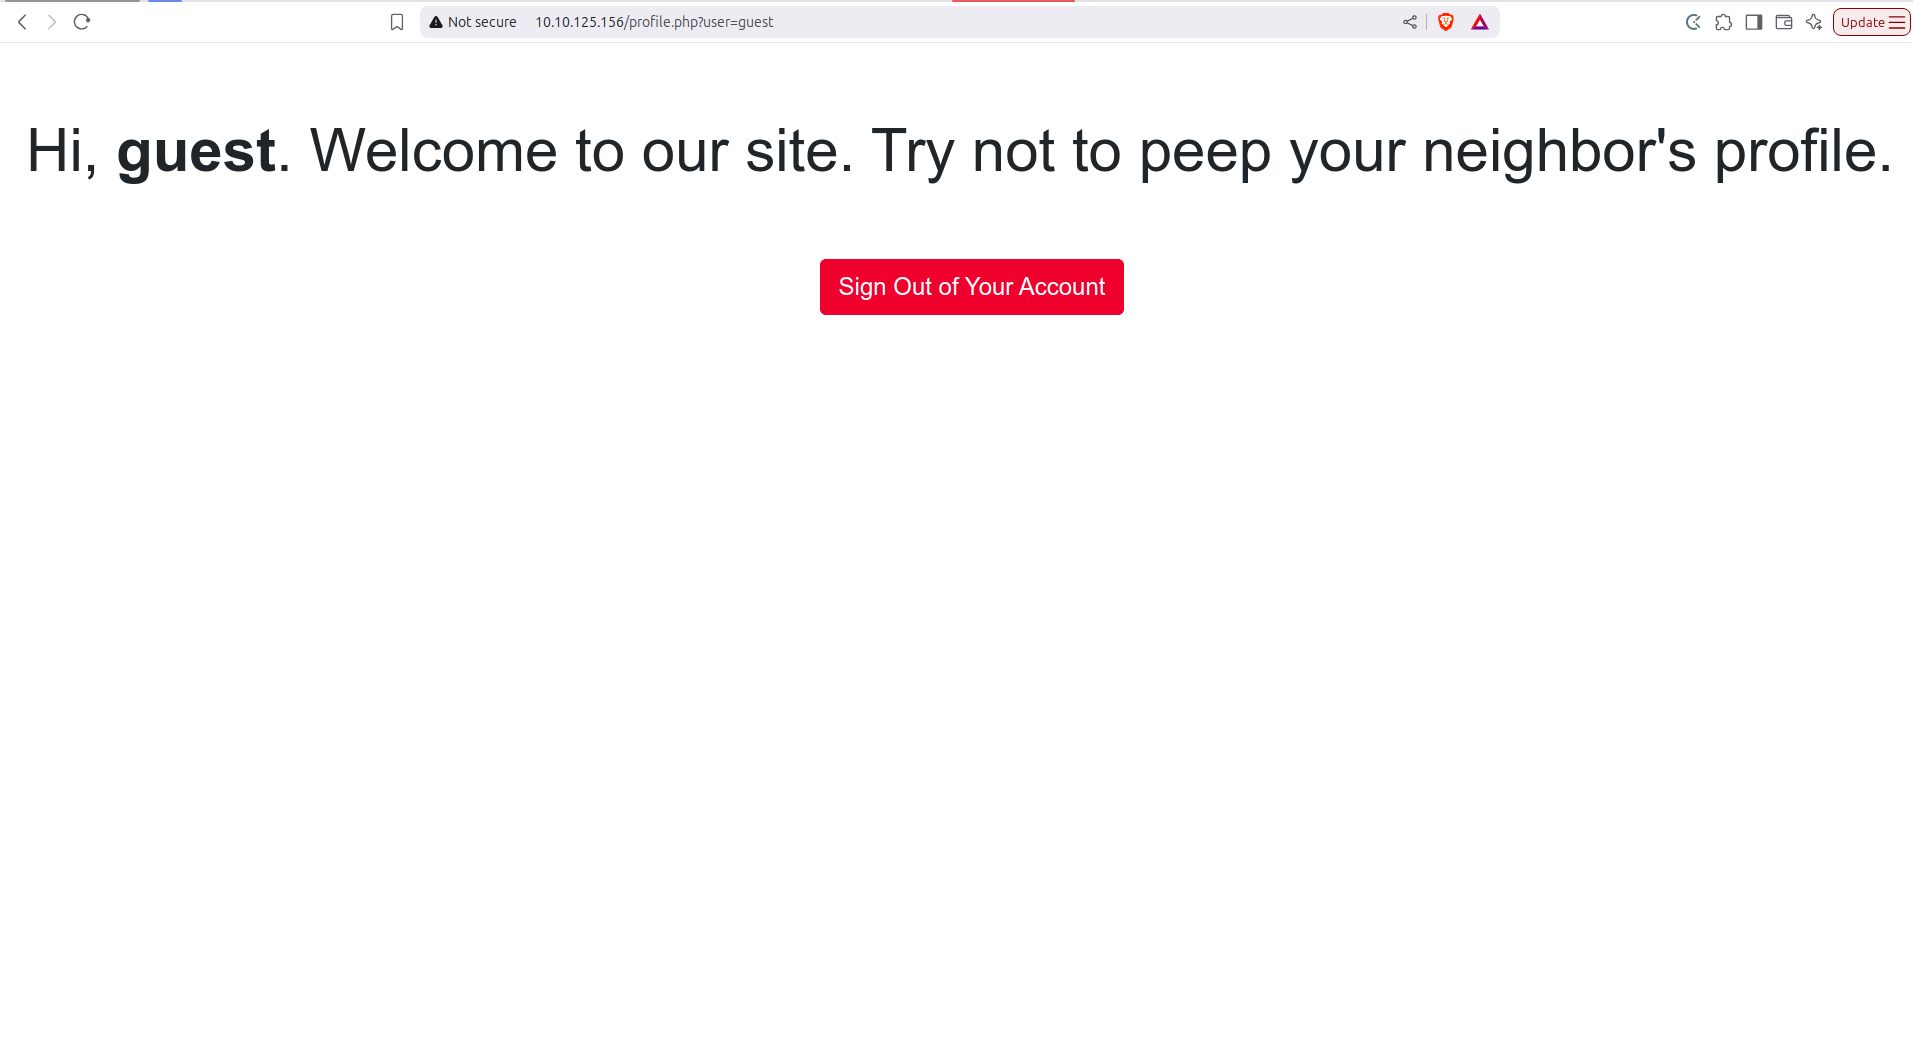 Not secure 10.10.125.156/profile.php?user=guest Update
Hi, guest. Welcome to our site. Try not to peep your neighbor's profile.
Sign Out of Your Account